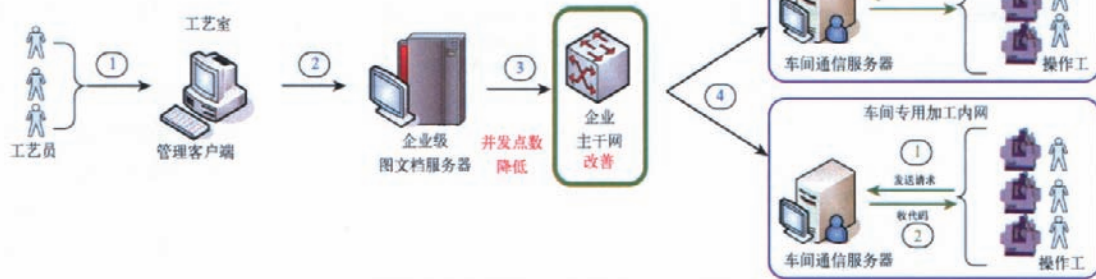 工艺室
①
②
③
④
工艺员
管理客户端
企业级
图文档服务器
并发点数
降低
企业
主干网
改善
车间通信服务器
操作工
车间专用加工内网
①
发送请求
收代码
②
车间通信服务器
操作工